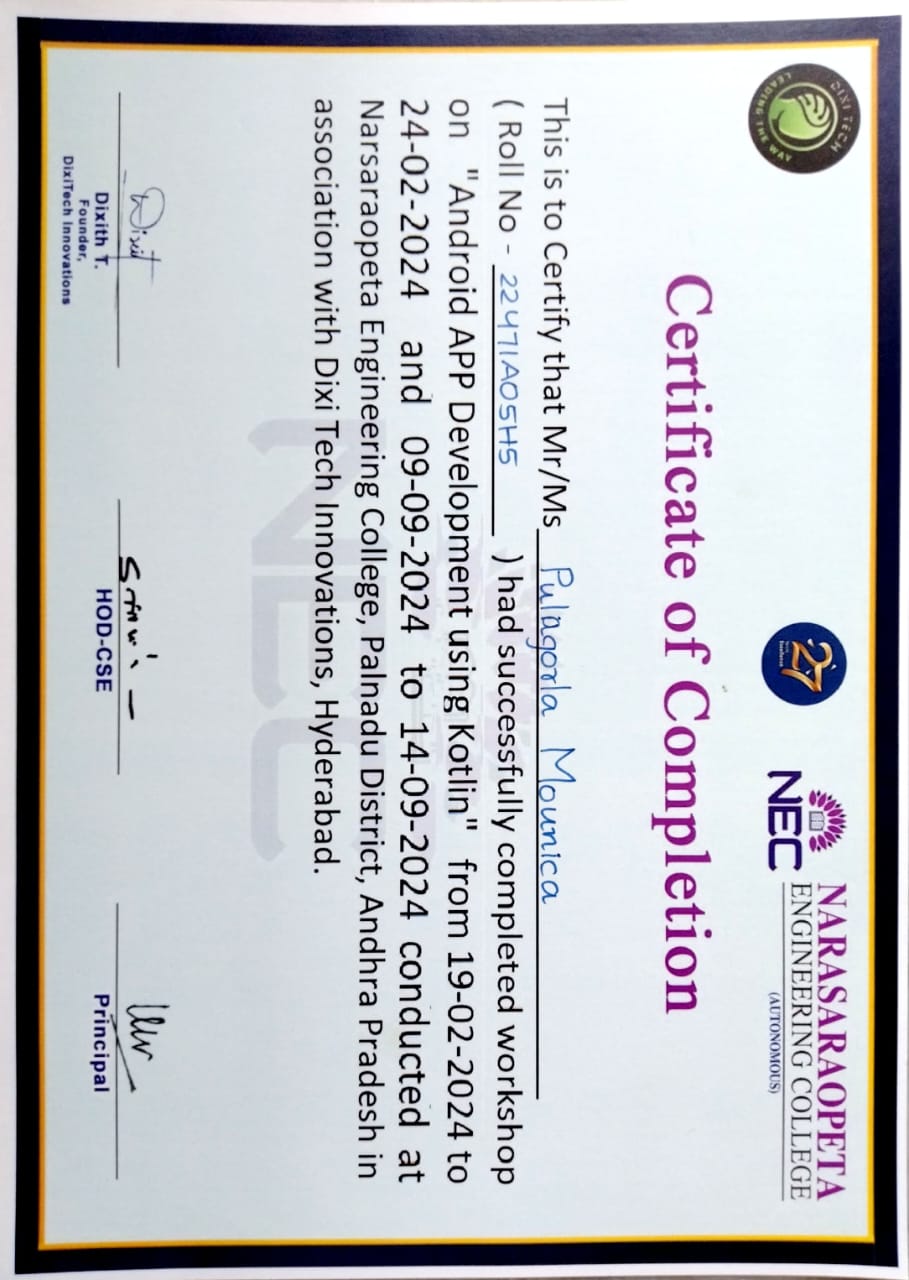 DIXI TECH
LEADING THE WAY
27
Excellence
NEC
NARASARAOPETA
ENGINEERING COLLEGE
(AUTONOMOUS)
Certificate of Completion
This is to Certify that Mr/Ms Pulagorla Mounica
( Roll No - 22471A05H5 ) had successfully completed workshop
on "Android APP Development using Kotlin" from 19-02-2024 to
24-02-2024 and 09-09-2024 to 14-09-2024 conducted at
Narsaraopeta Engineering College, Palnadu District, Andhra Pradesh in
association with Dixi Tech Innovations, Hyderabad.
NEC
Dixit
Dixith T.
Founder,
DixiTech Innovations
HOD-CSE
Principal